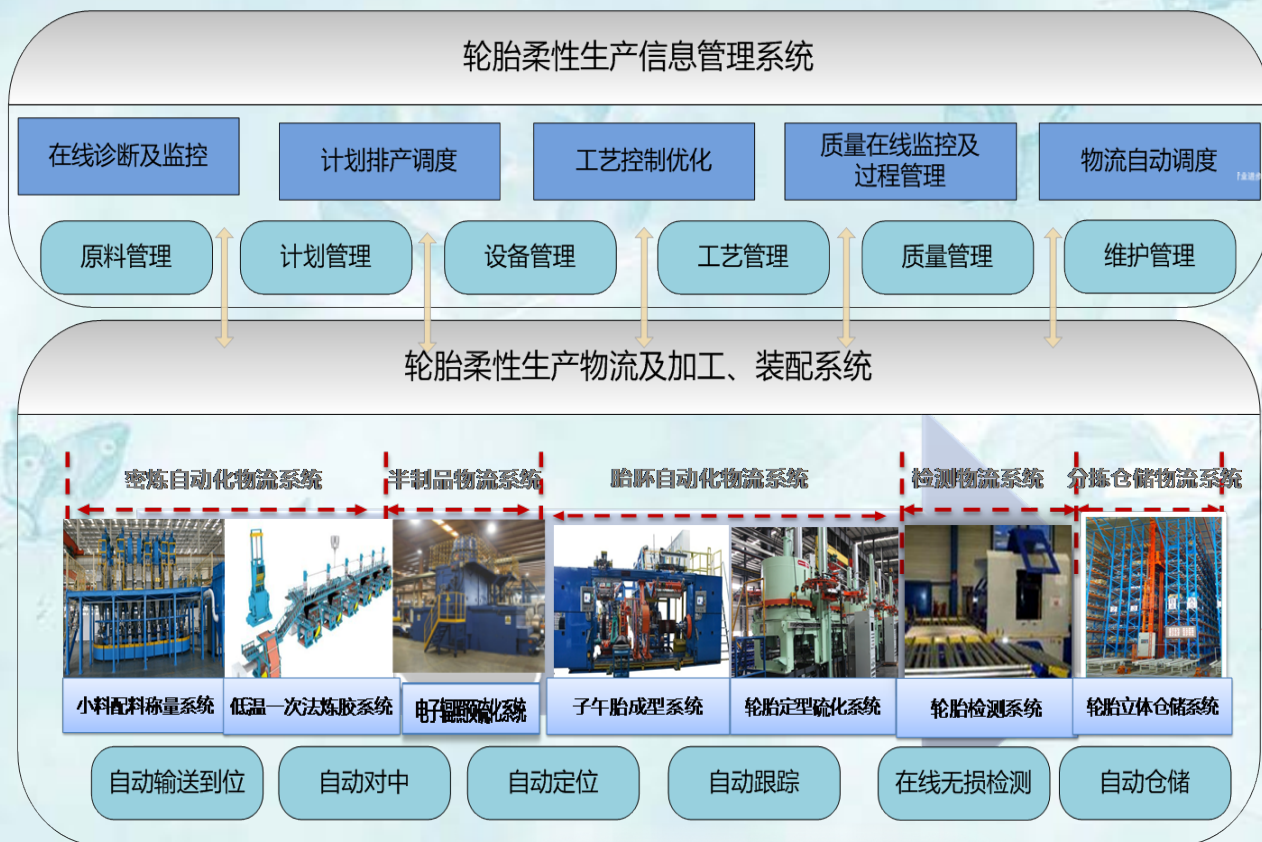 轮胎柔性生产信息管理系统
在线诊断及监控
计划排产调度
工艺控制优化
质量在线监控及
过程管理
物流自动调度
原料管理
计划管理
设备管理
工艺管理
质量管理
维护管理
轮胎柔性生产物流及加工、装配系统
密炼自动化物流系统
半制品物流系统
胎胚自动化物流系统
检测物流系统
分拣仓储物流系统
小料配料称量系统
低温一次法炼胶系统
子午胎成型系统
轮胎定型硫化系统
轮胎检测系统
轮胎立体仓储系统
自动输送到位
自动对中
自动定位
自动跟踪
在线无损检测
自动仓储